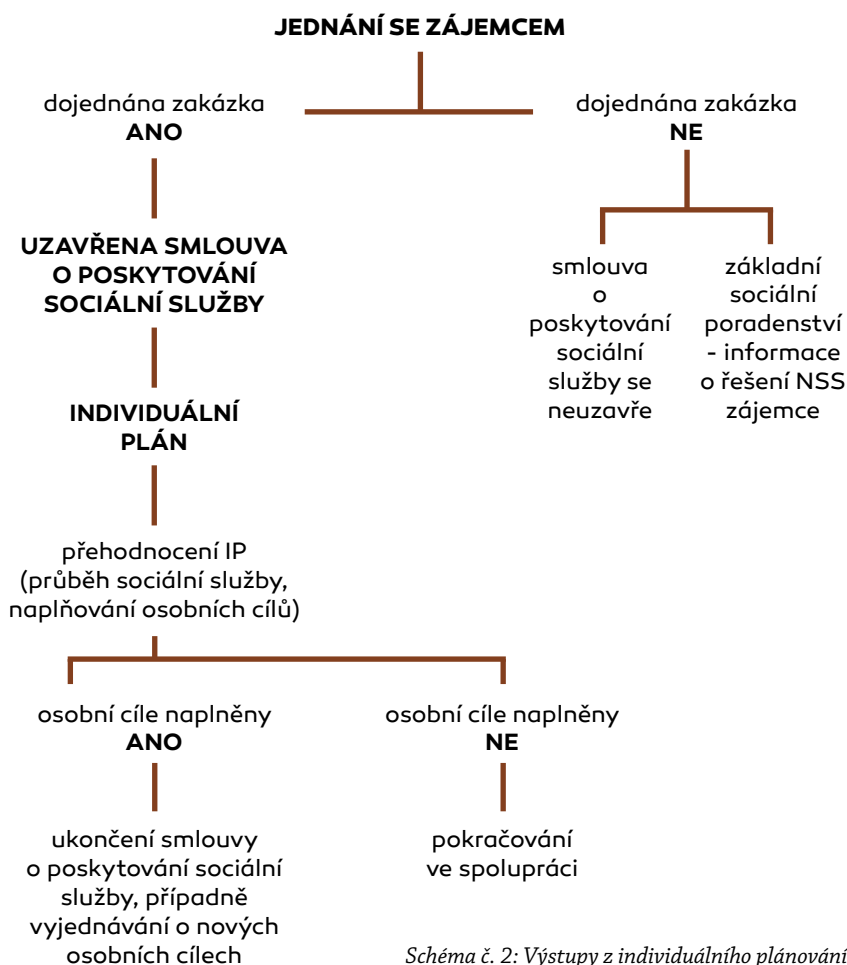 JEDNÁNÍ SE ZÁJEMCEM
dojednána zakázka
ANO
dojednána zakázka
NE
UZAVŘENA SMLOUVA
O POSKYTOVÁNÍ
SOCIÁLNÍ SLUŽBY
smlouva
o
poskytování
sociální
služby se
neuzavře
základní
sociální
poradenství
- informace
o řešení NSS
zájemce
INDIVIDUÁLNÍ
PLÁN
přehodnocení IP
(průběh sociální služby,
naplňování osobních cílů)
osobní cíle naplněny
ANO
osobní cíle naplněny
NE
ukončení smlouvy
o poskytování sociální
služby, případně
vyjednávání o nových
osobních cílech
pokračování
ve spolupráci
Schéma č. 2: Výstupy z individuálního plánování